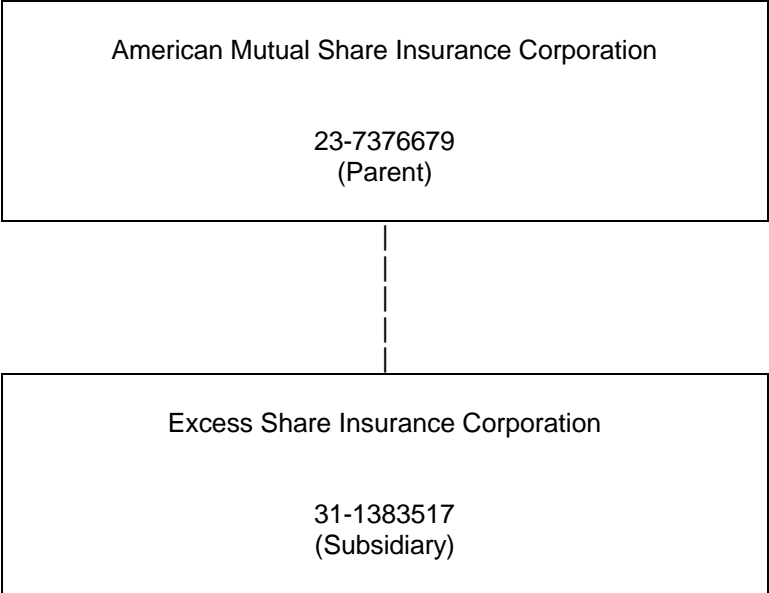 American Mutual Share Insurance Corporation
23-7376679
(Parent)
Excess Share Insurance Corporation
31-1383517
(Subsidiary)